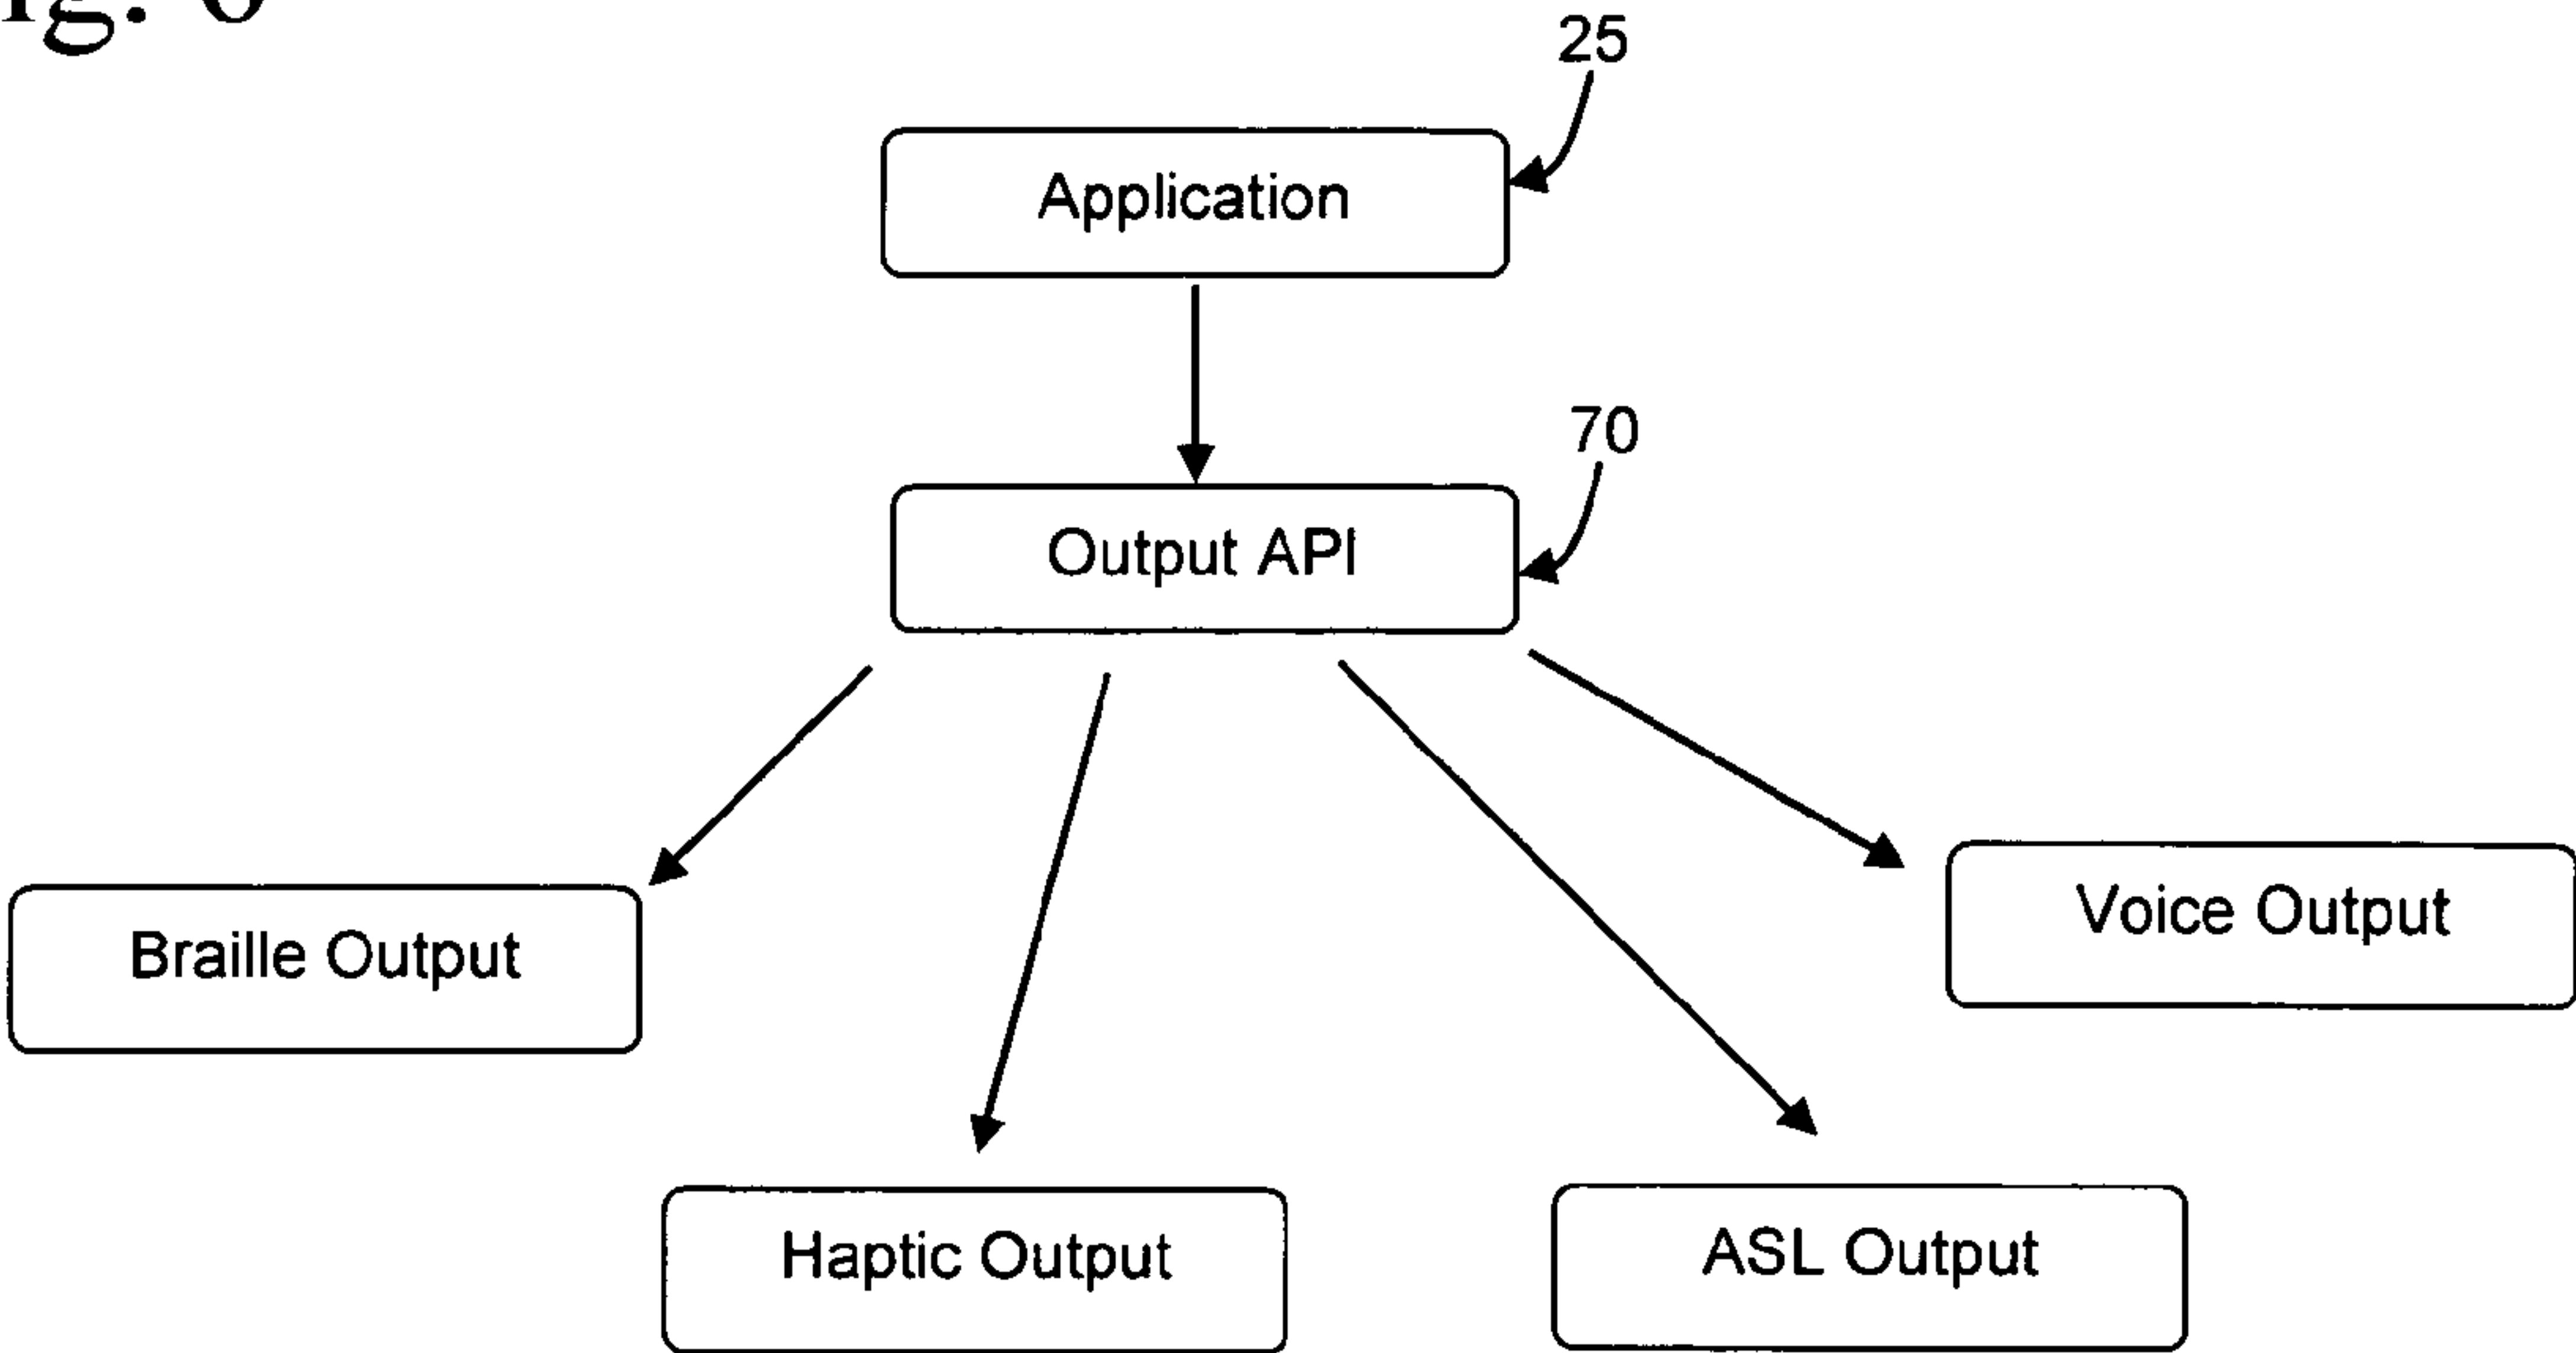 25
Application
70
Output API
Voice Output
Braille Output
Haptic Output
ASL Output